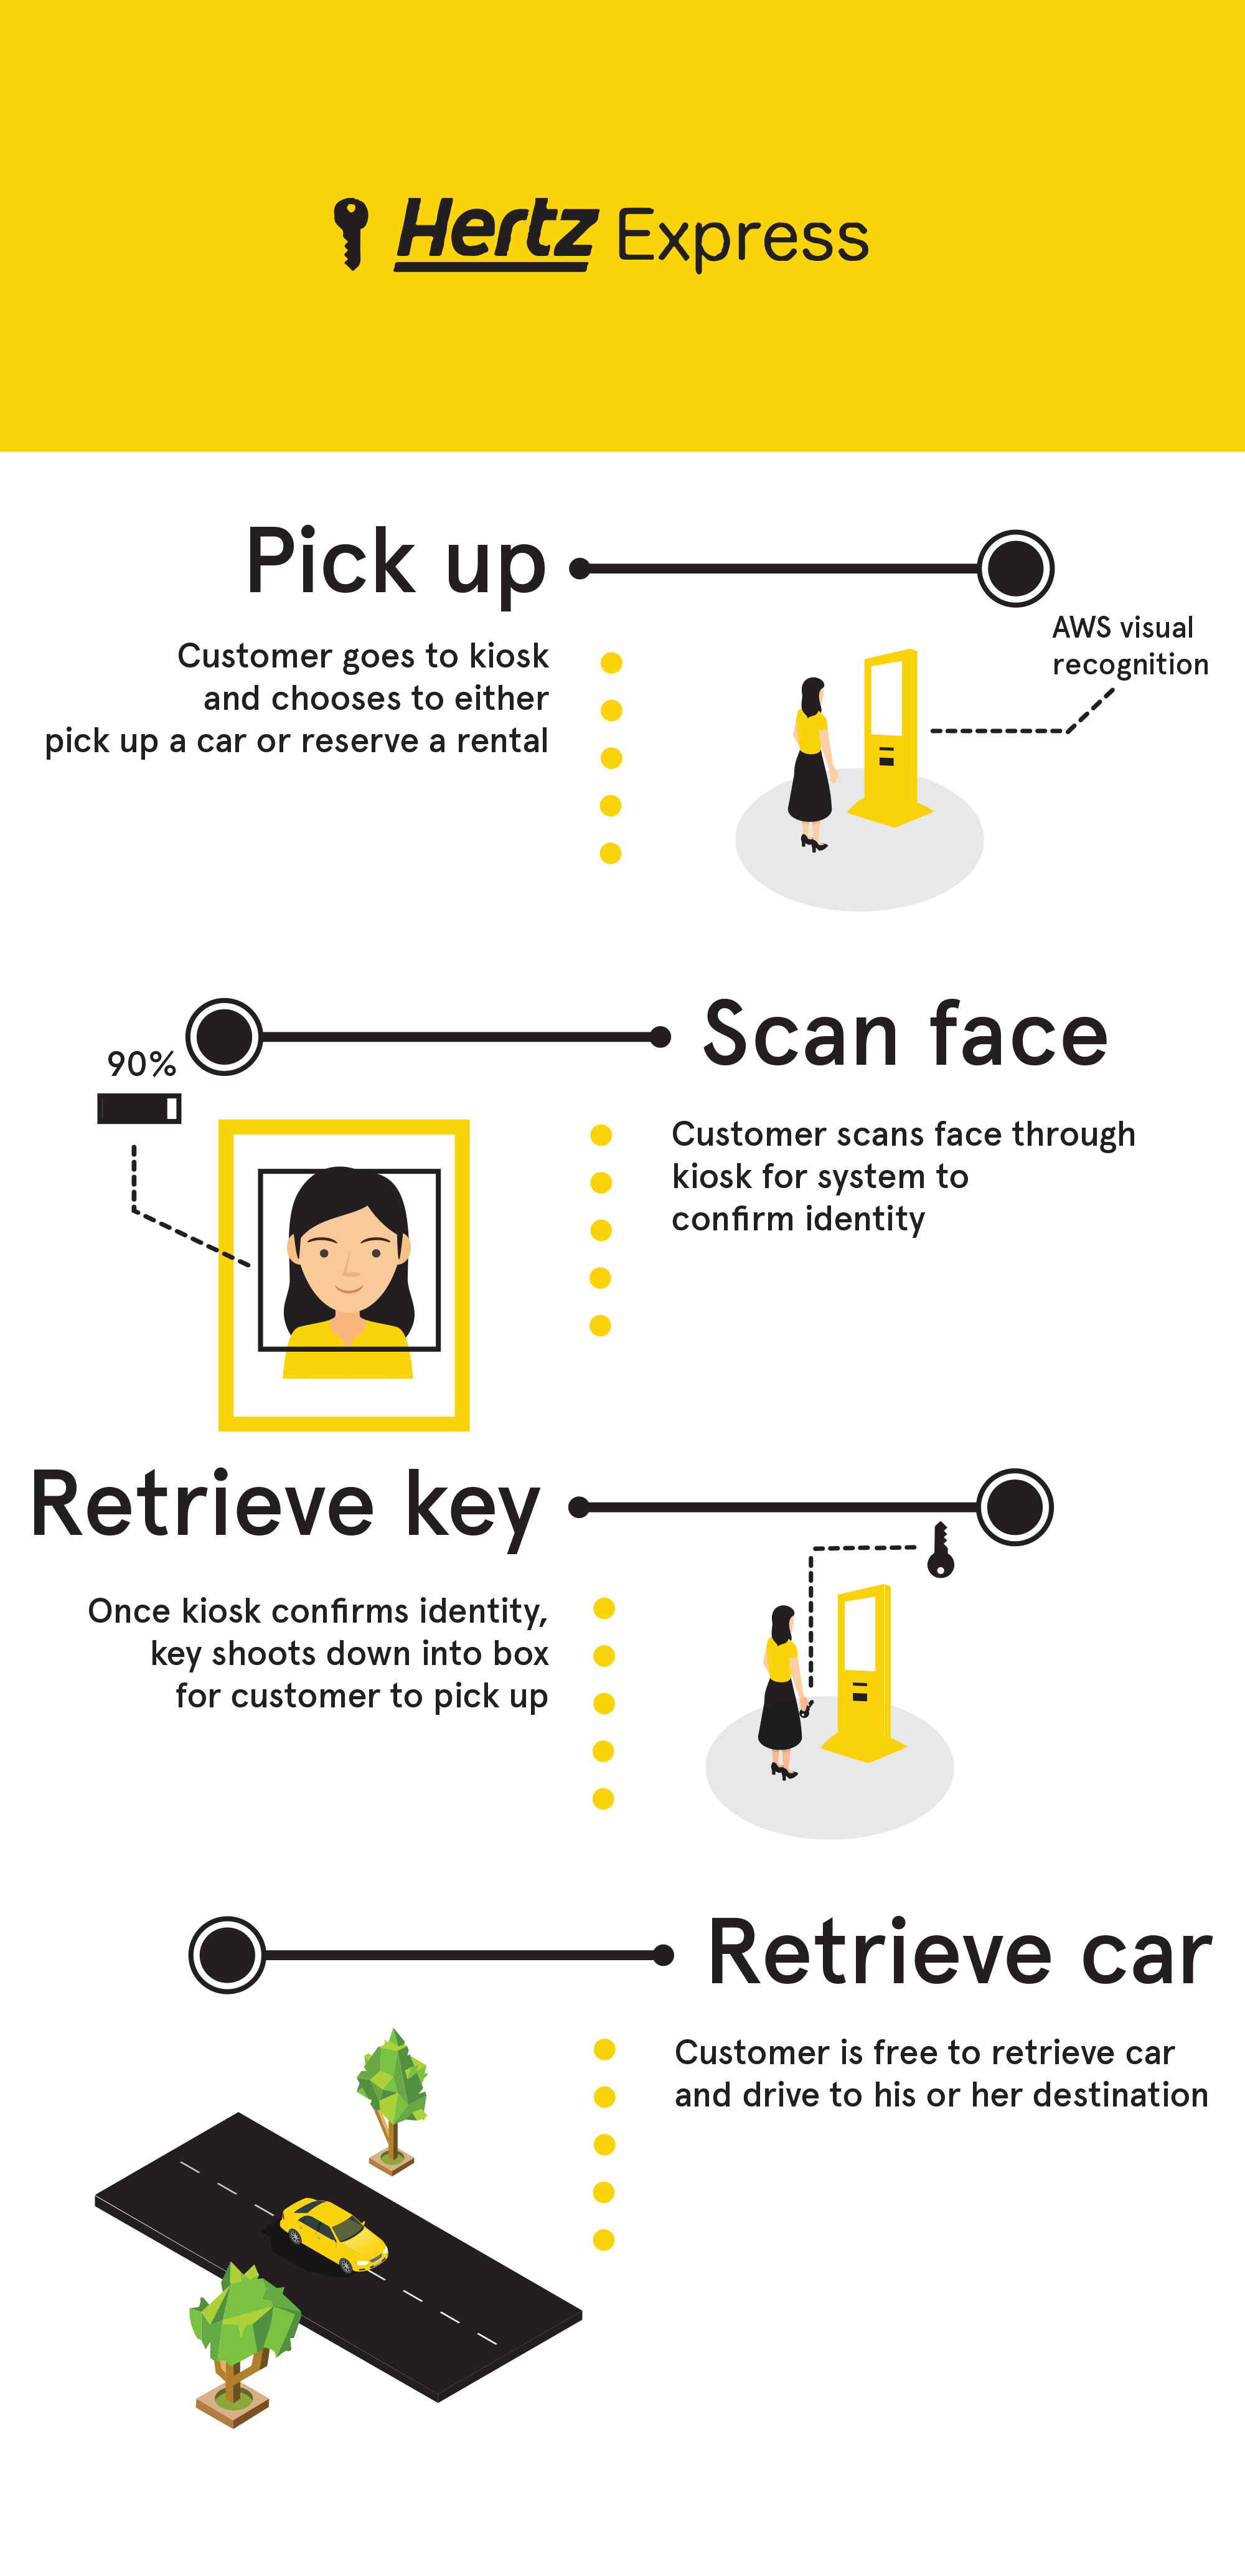 Hertz Express
Pick up
Customer goes to kiosk
and chooses to either
pick up a car or reserve a rental
AWS visual
recognition
Scan face
90%
Customer scans face through
kiosk for system to
confirm identity
Retrieve key
Once kiosk confirms identity,
key shoots down into box
for customer to pick up
Retrieve car
Customer is free to retrieve car
and drive to his or her destination